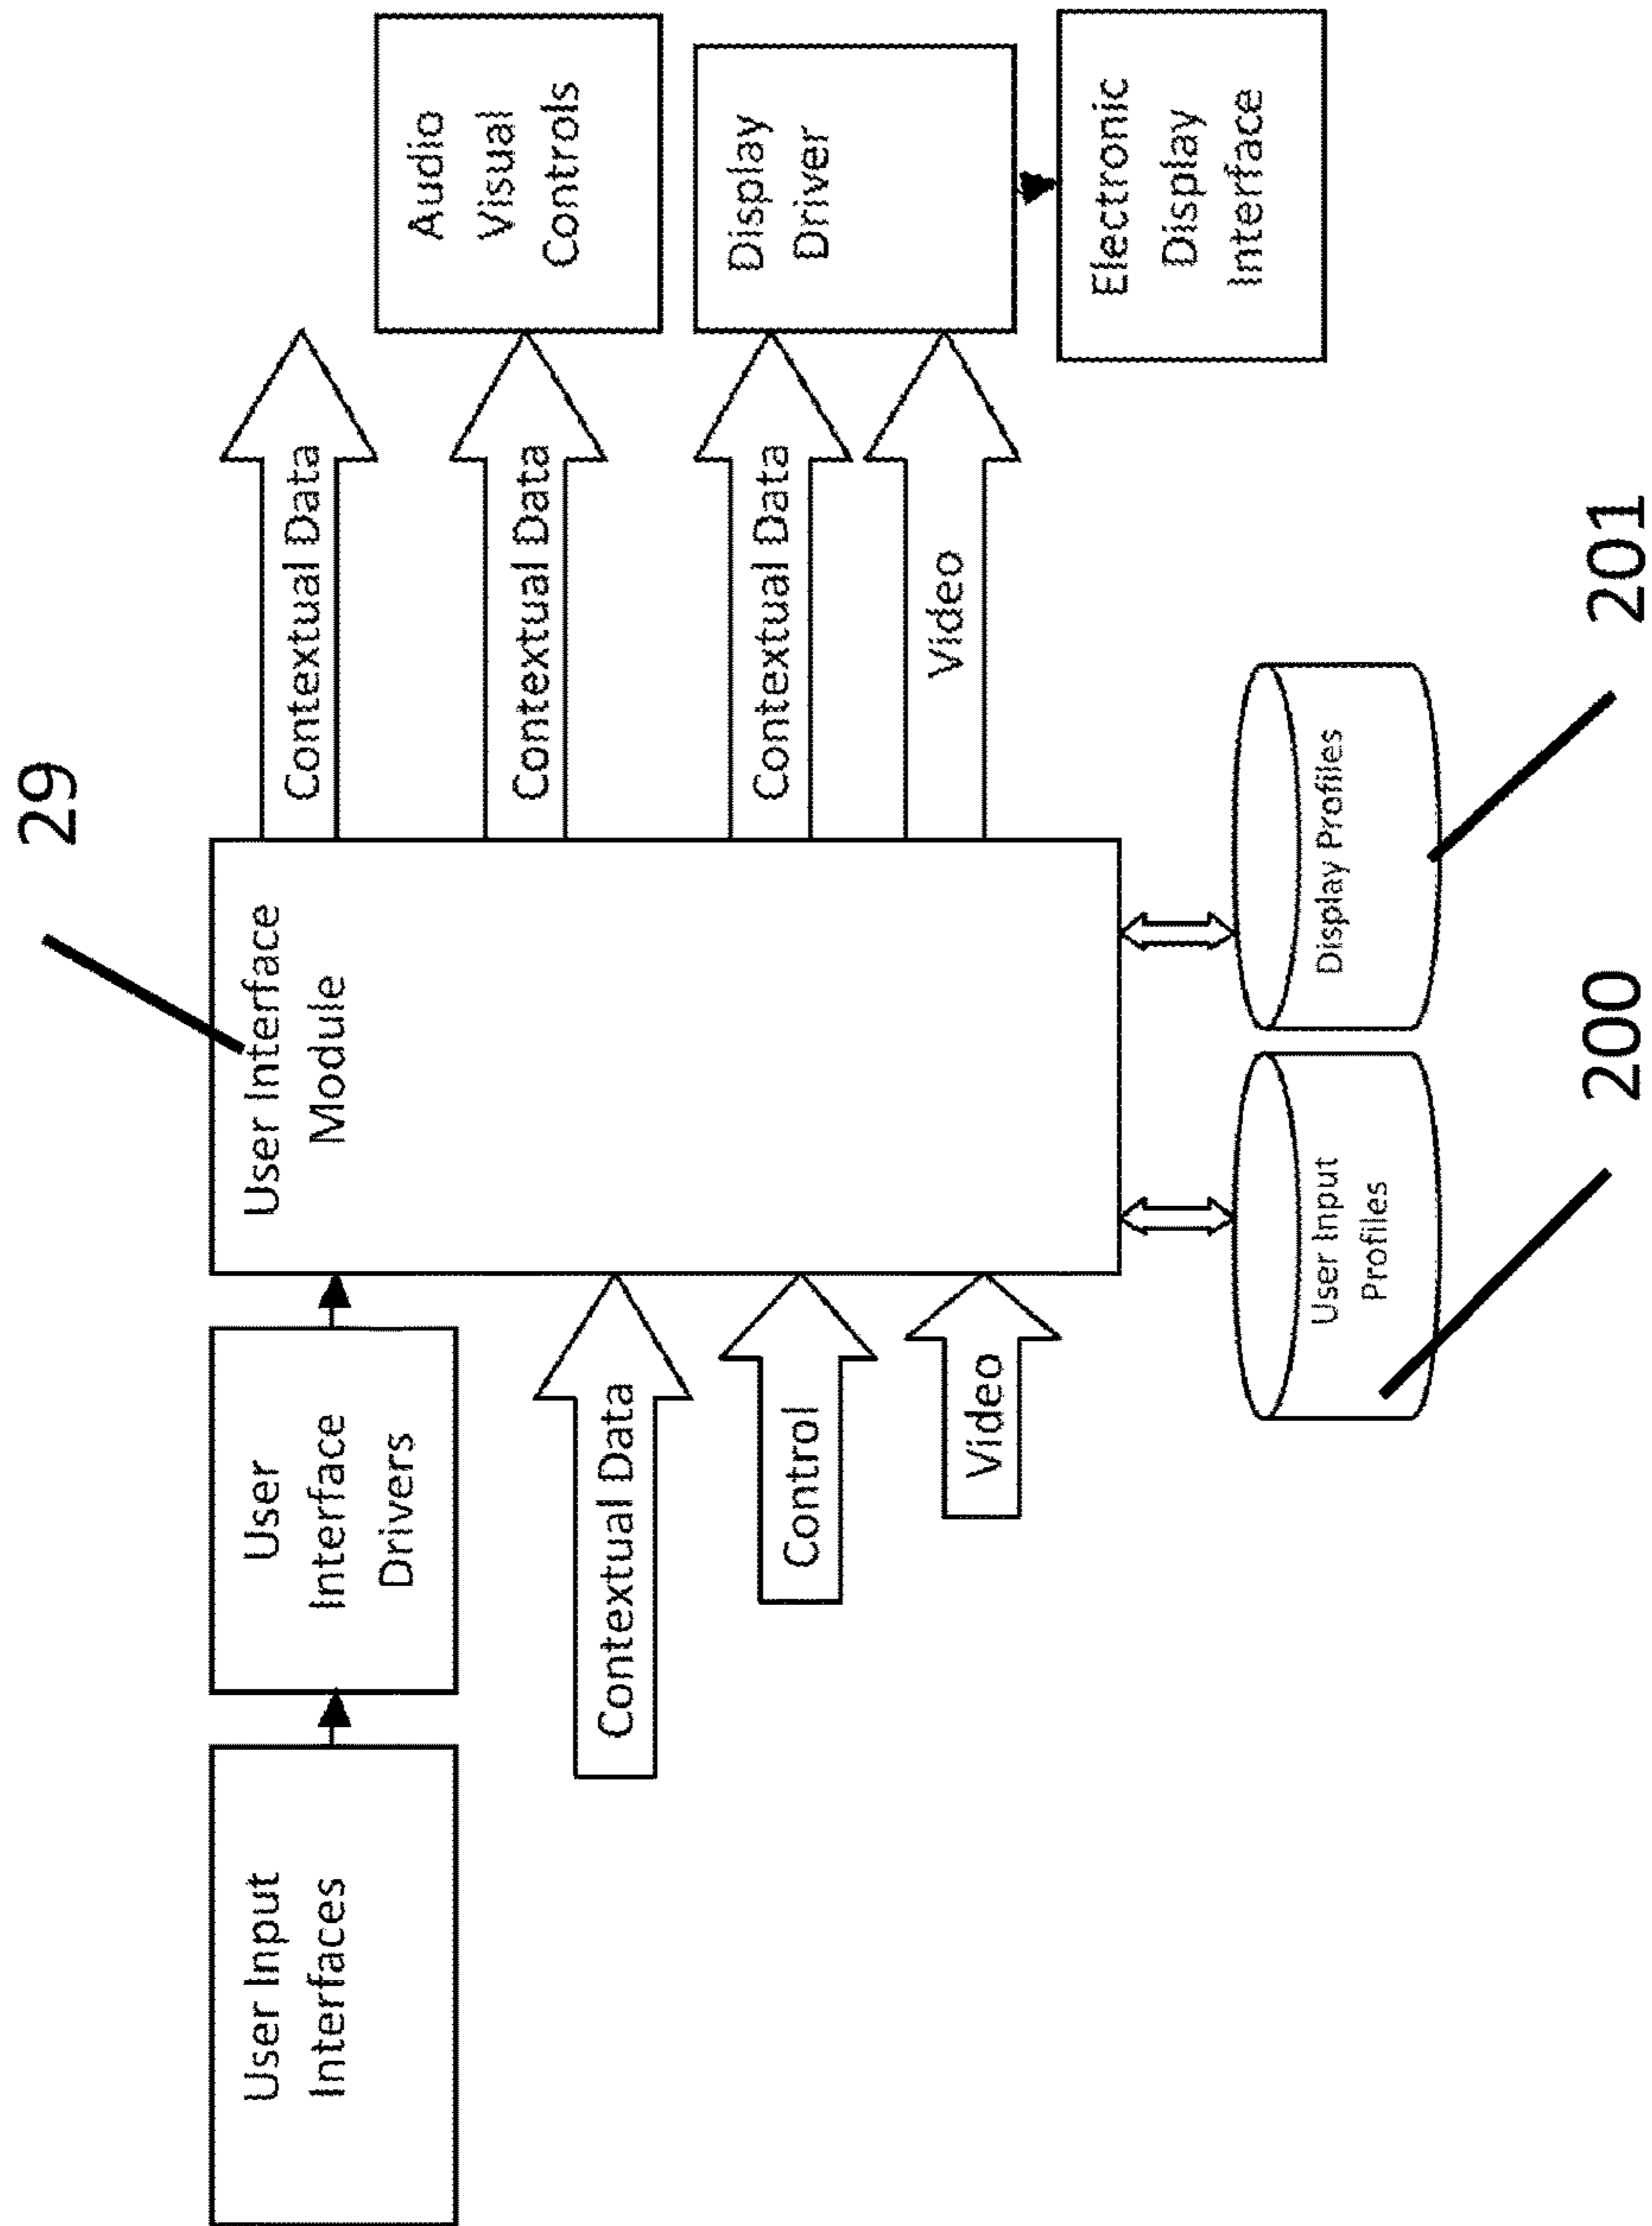 29
User Input
Interfaces
User
Interface
Drivers
User Interface
Module
Contextual Data
Control
Video
Contextual Data
Contextual Data
Contextual Data
Video
Audio
Visual
Controls
Display
Driver
Electronic
Display
Interface
User Input
Profiles
Display Profiles
200
201